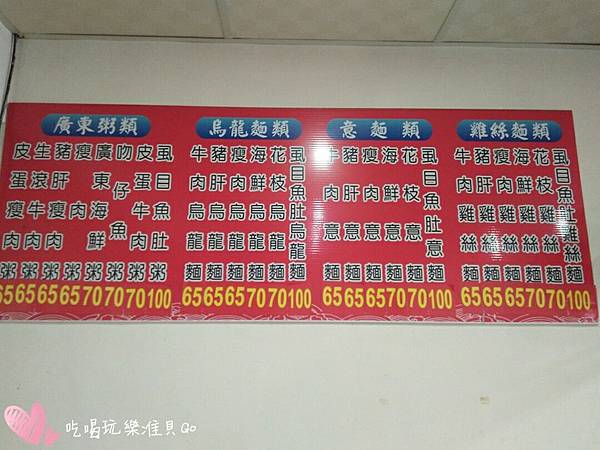 廣東粥類
皮蛋瘦肉粥 65
生滾牛肉粥 65
豬肝瘦肉粥 65
瘦肉粥 65
廣東海鮮粥 70
吻仔魚粥 70
皮蛋牛肉粥 70
虱目魚肚粥 100
烏龍麵類
牛肉烏龍麵 65
豬肝烏龍麵 65
瘦肉烏龍麵 65
海鮮烏龍麵 70
花枝烏龍麵 70
虱目魚肚烏龍麵 100
意麵類
牛肉意麵 65
豬肝意麵 65
瘦肉意麵 65
海鮮意麵 70
花枝意麵 70
虱目魚肚意麵 100
雞絲麵類
牛肉雞絲麵 65
豬肝雞絲麵 65
瘦肉雞絲麵 65
海鮮雞絲麵 70
花枝雞絲麵 70
虱目魚肚雞絲麵 100
吃喝玩樂准貝Go